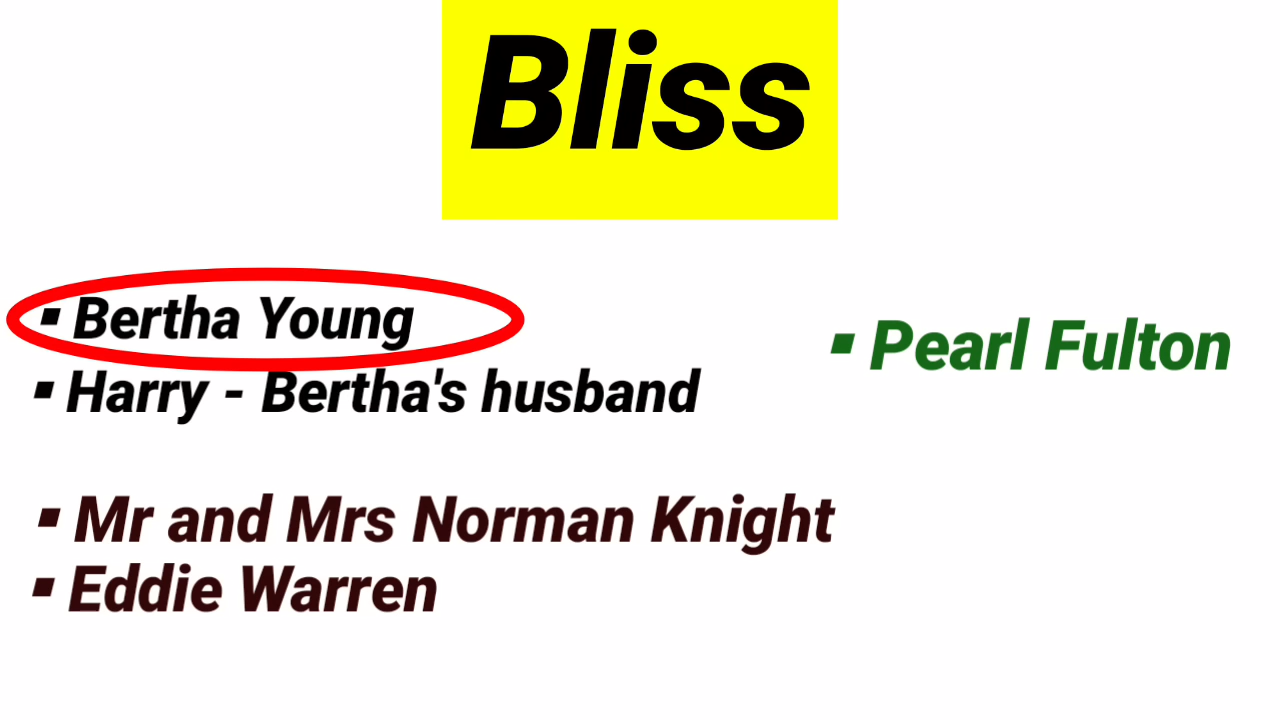 Bliss
▪ Bertha Young
▪ Harry - Bertha's husband
▪ Pearl Fulton
▪ Mr and Mrs Norman Knight
▪ Eddie Warren